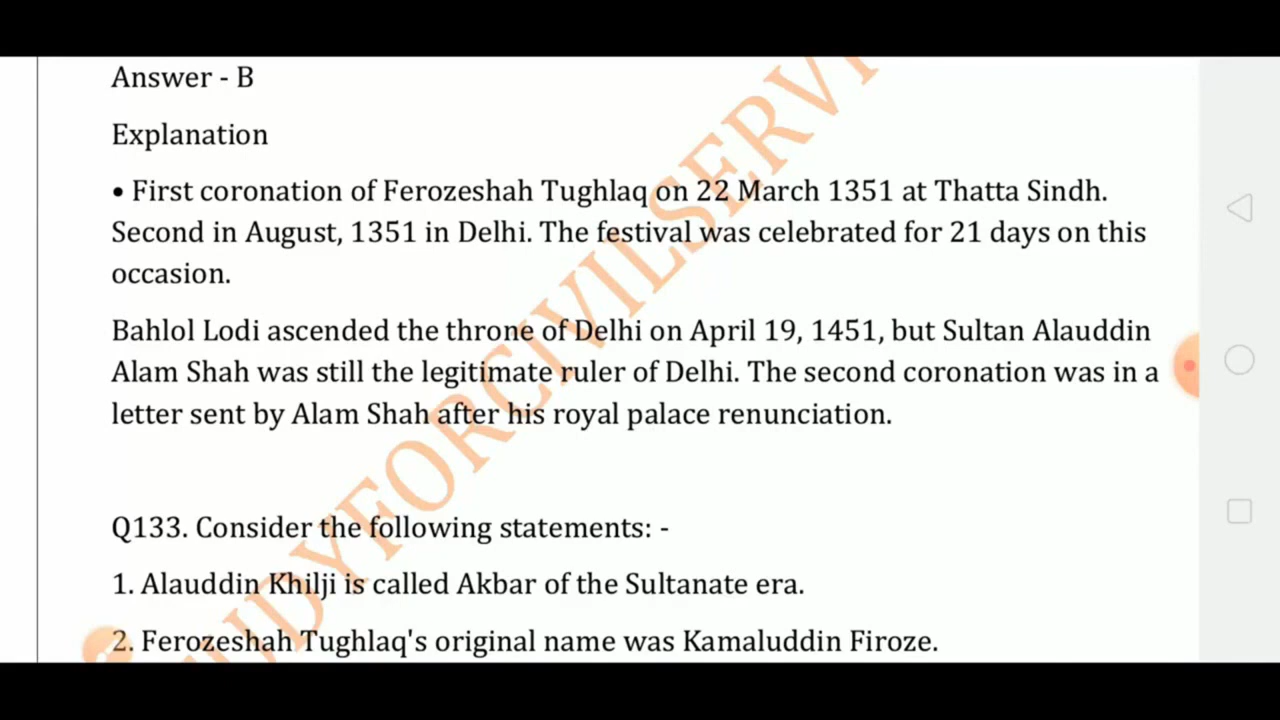 Answer - B
Explanation
• First coronation of Ferozeshah Tughlaq on 22 March 1351 at Thatta Sindh.
Second in August, 1351 in Delhi. The festival was celebrated for 21 days on this
occasion.
Bahlol Lodi ascended the throne of Delhi on April 19, 1451, but Sultan Alauddin
Alam Shah was still the legitimate ruler of Delhi. The second coronation was in a
letter sent by Alam Shah after his royal palace renunciation.
Q133. Consider the following statements: -
1. Alauddin Khilji is called Akbar of the Sultanate era.
2. Ferozeshah Tughlaq's original name was Kamaluddin Firoze.
UDYFORCIVILSERVI